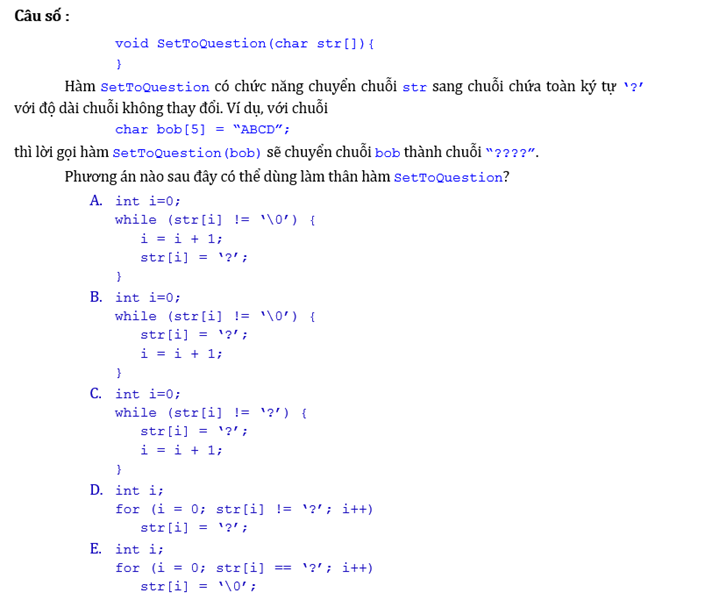 Câu số :
void SetToQuestion(char str[]){
}
Hàm SetToQuestion có chức năng chuyển chuỗi str sang chuỗi chứa toàn ký tự ‘?’
với độ dài chuỗi không thay đổi. Ví dụ, với chuỗi
char bob[5] = “ABCD”;
thì lời gọi hàm SetToQuestion(bob) sẽ chuyển chuỗi bob thành chuỗi “????”.
Phương án nào sau đây có thể dùng làm thân hàm SetToQuestion?
A. int i=0;
while (str[i] != ‘\0’) {
i = i + 1;
str[i] = ‘?’;
}
B. int i=0;
while (str[i] != ‘\0’) {
str[i] = ‘?’;
i = i + 1;
}
C. int i=0;
while (str[i] != ‘?’) {
str[i] = ‘?’;
i = i + 1;
}
D. int i;
for (i = 0; str[i] != ‘?’; i++)
str[i] = ‘?’;
E. int i;
for (i = 0; str[i] == ‘?’; i++)
str[i] = ‘\0’;